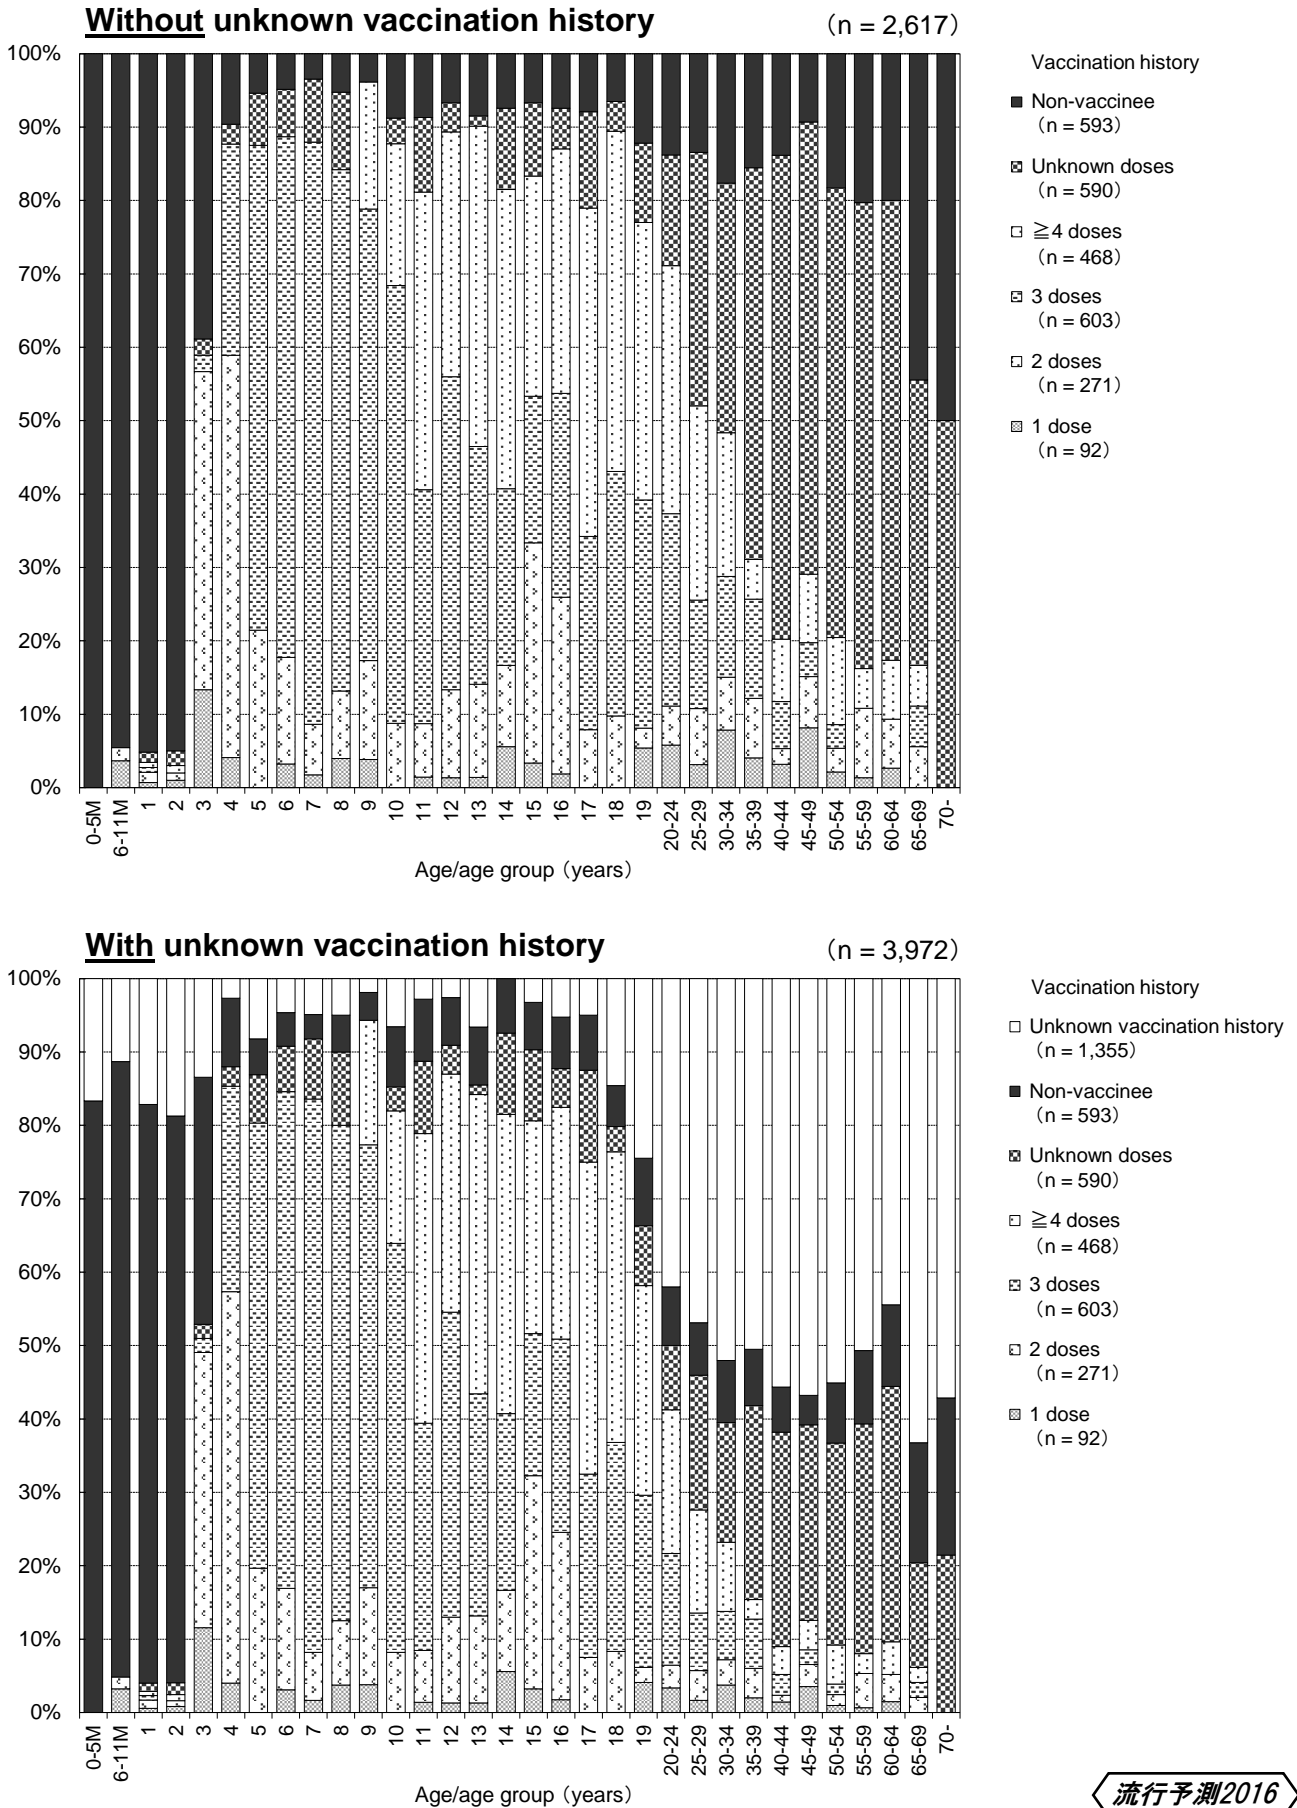 Without unknown vaccination history
（n = 2,617）
100%
90%
80%
70%
60%
50%
40%
30%
20%
10%
0%
0-5M
6-11M
1
2
3
4
5
6
7
8
9
10
11
12
13
14
15
16
17
18
19
20-24
25-29
30-34
35-39
40-44
45-49
50-54
55-59
60-64
65-69
70-
Age/age group（years）
Vaccination history
Non-vaccinee
（n = 593）
Unknown doses
（n = 590）
≧4 doses
（n = 468）
3 doses
（n = 603）
2 doses
（n = 271）
1 dose
（n = 92）
With unknown vaccination history
（n = 3,972）
100%
90%
80%
70%
60%
50%
40%
30%
20%
10%
0%
0-5M
6-11M
1
2
3
4
5
6
7
8
9
10
11
12
13
14
15
16
17
18
19
20-24
25-29
30-34
35-39
40-44
45-49
50-54
55-59
60-64
65-69
70-
Age/age group（years）
Vaccination history
Unknown vaccination history
（n = 1,355）
Non-vaccinee
（n = 593）
Unknown doses
（n = 590）
≧4 doses
（n = 468）
3 doses
（n = 603）
2 doses
（n = 271）
1 dose
（n = 92）
流行予測2016